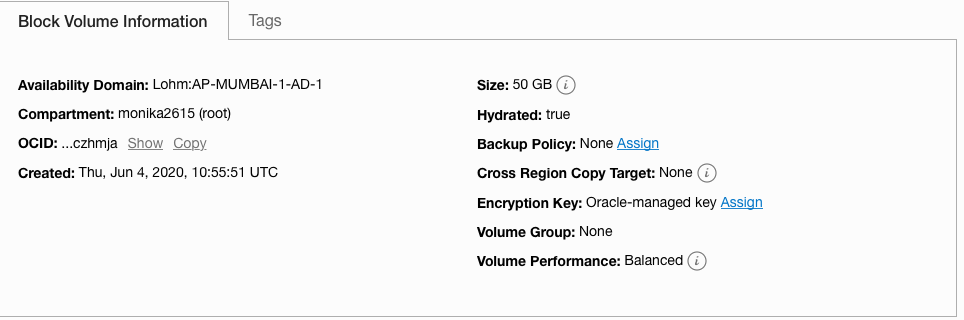 Block Volume Information
Tags
Availability Domain: Lohm:AP-MUMBAI-1-AD-1
Compartment: monika2615 (root)
OCID: ...czhmja Show Copy
Created: Thu, Jun 4, 2020, 10:55:51 UTC
Size: 50 GB i
Hydrated: true
Backup Policy: None Assign
Cross Region Copy Target: None i
Encryption Key: Oracle-managed key Assign
Volume Group: None
Volume Performance: Balanced i